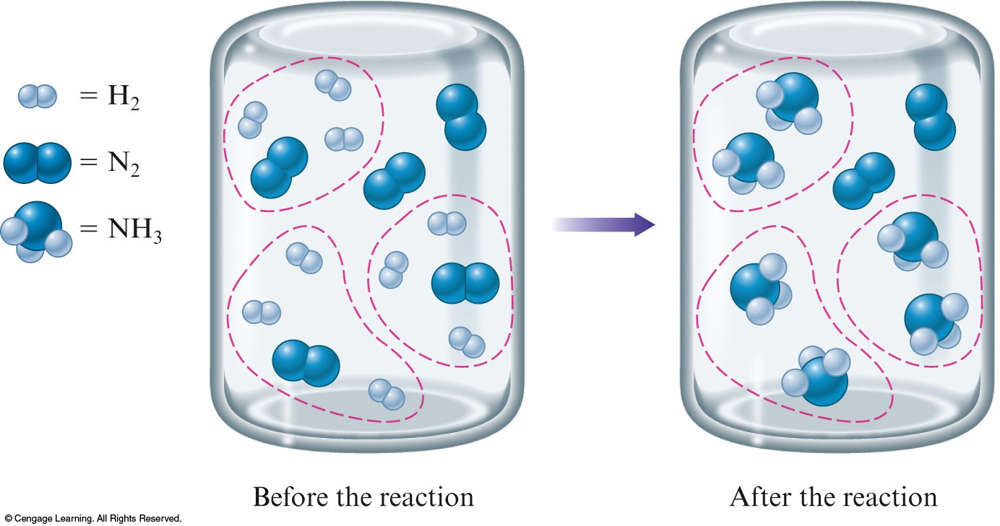 = H₂
= N₂
= NH₃
Before the reaction
After the reaction
© Cengage Learning. All Rights Reserved.